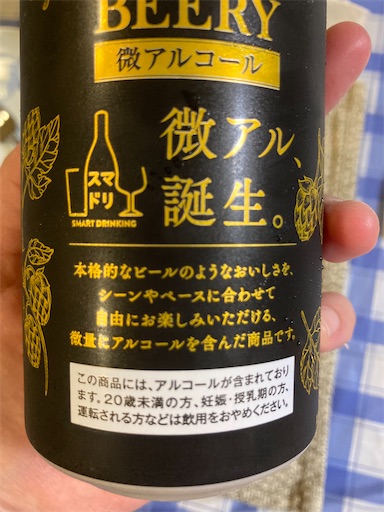 BEERY
微アルコール
微アル、
誕生。
スマ
ドリ
SMART DRINKING
本格的なビールのようなおいしさを、
シーンやペースに合わせて
自由にお楽しみいただける、
微量にアルコールを含んだ商品です。
この商品には、アルコールが含まれており
ます。20歳未満の方、妊娠・授乳期の方、
運転される方などは飲用をおやめください。